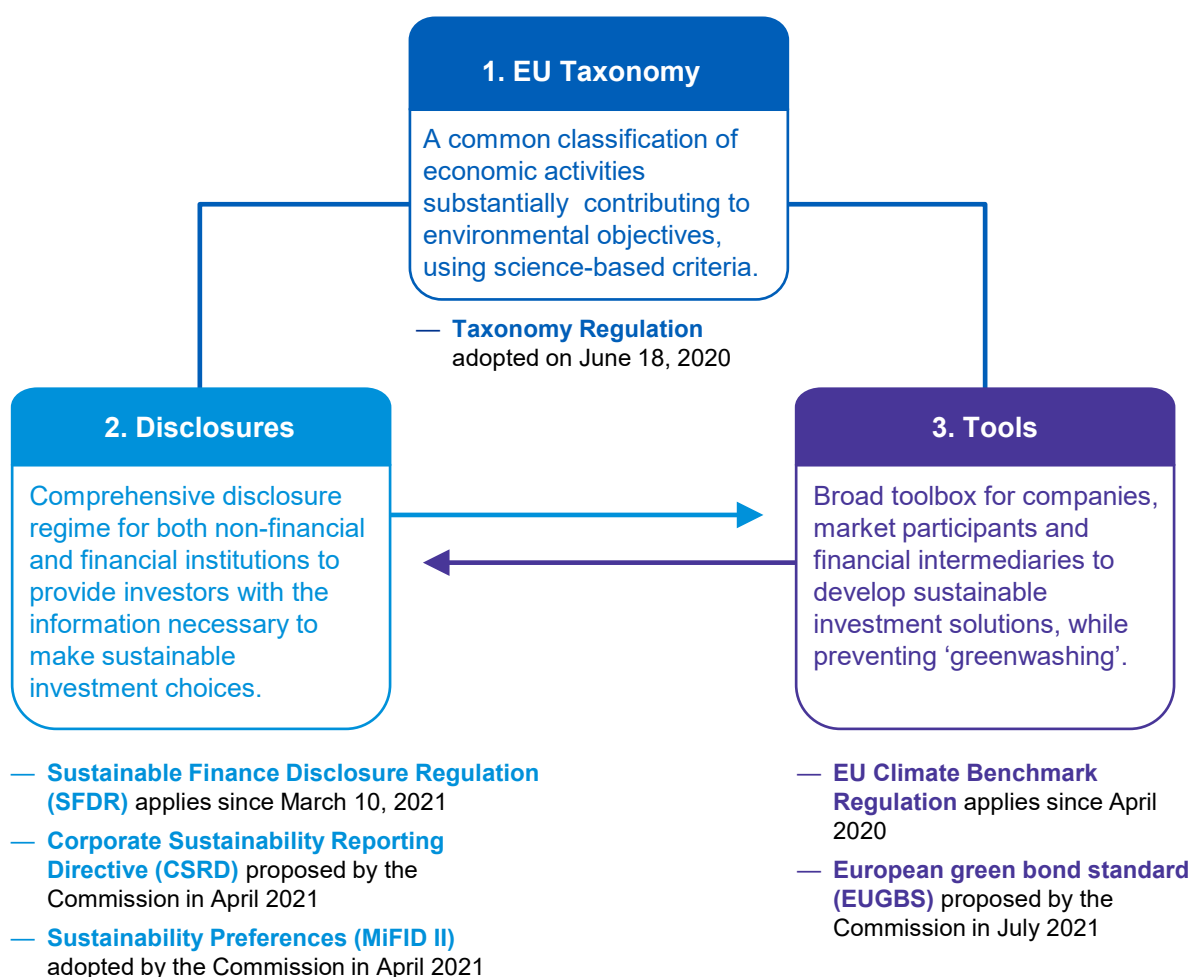 1. EU Taxonomy
A common classification of
economic activities
substantially  contributing to
environmental objectives,
using science-based criteria.
— Taxonomy Regulation
adopted on June 18, 2020
2. Disclosures
Comprehensive disclosure
regime for both non-financial
and financial institutions to
provide investors with the
information necessary to
make sustainable
investment choices.
— Sustainable Finance Disclosure Regulation
(SFDR) applies since March 10, 2021
— Corporate Sustainability Reporting
Directive (CSRD) proposed by the
Commission in April 2021
— Sustainability Preferences (MiFID II)
adopted by the Commission in April 2021
3. Tools
Broad toolbox for companies,
market participants and
financial intermediaries to
develop sustainable
investment solutions, while
preventing ‘greenwashing’.
— EU Climate Benchmark
Regulation applies since April
2020
— European green bond standard
(EUGBS) proposed by the
Commission in July 2021